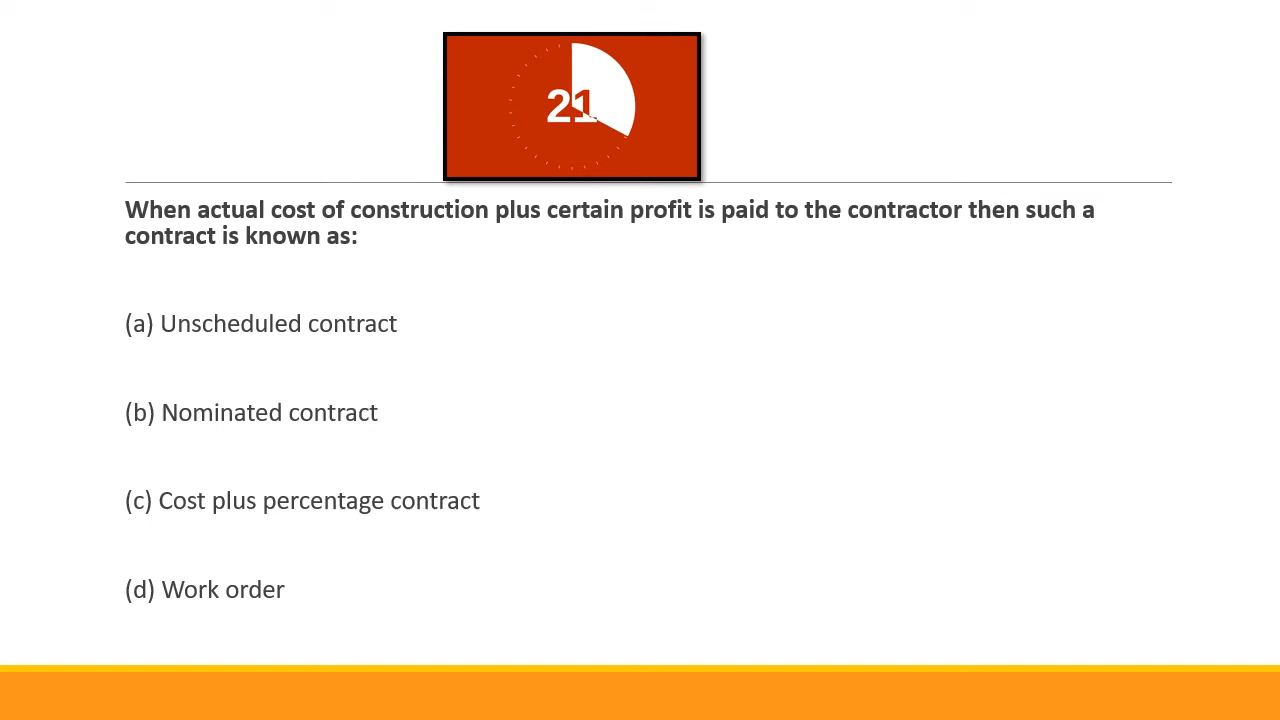 21
When actual cost of construction plus certain profit is paid to the contractor then such a
contract is known as:
(a) Unscheduled contract
(b) Nominated contract
(c) Cost plus percentage contract
(d) Work order